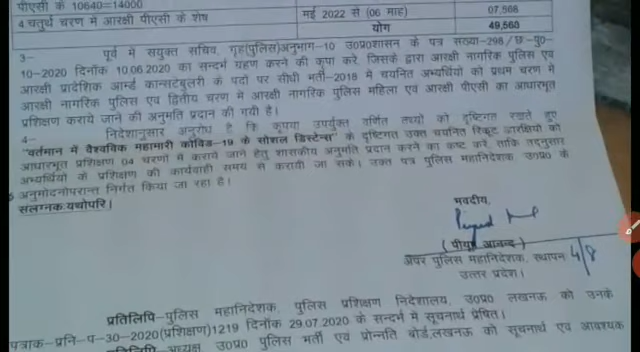 पीएसी के 10640=14000
4 चतुर्थ चरण में आरक्षी पीएसी के शेष मई 2022 से (06 माह) 07,568
योग 49,560
3— पूर्व में संयुक्त सचिव, गृह(पुलिस)अनुभाग–10 उ0प्र0शासन के पत्र संख्या–298/छ–पु0–
10–2020 दिनॉक 10.06.2020 का सन्दर्भ ग्रहण करने की कृपा करें, जिसके द्वारा आरक्षी नागरिक पुलिस एवं
आरक्षी प्रादेशिक आर्म्ड कान्सटेबुलरी के पदों पर सीधी भर्ती–2018 में चयनित अभ्यर्थियों को प्रथम चरण में
आरक्षी नागरिक पुलिस एवं द्वितीय चरण में आरक्षी नागरिक पुलिस महिला एवं आरक्षी पीएसी का आधारभूत
प्रशिक्षण कराये जाने की अनुमति प्रदान की गयी है।
4— निदेशानुसार अनुरोध है कि कृपया उपर्युक्त वर्णित तथ्यों को दृष्टिगत रखते हुए
"वर्तमान में वैश्वियक महामारी कोविड–19 के सोशल डिस्टेन्स" के दृष्टिगत उक्त चयनित रिक्रूट आरक्षियों को
आधारभूत प्रशिक्षण 04 चरणों में कराये जाने हेतु शासकीय अनुमति प्रदान करने का कष्ट करें, ताकि तद्नुसार
अभ्यर्थियों के प्रशिक्षण की कार्यवाही समय से करायी जा सके। उक्त पत्र पुलिस महानिदेशक उ0प्र0 के
अनुमोदनोपरान्त निर्गत किया जा रहा है।
संलग्नक:यथोपरि।
भवदीय,
(पीयूष आनन्द)
अपर पुलिस महानिदेशक, स्थापना 4/8
उत्तर प्रदेश।
प्रतिलिपि–पुलिस महानिदेशक, पुलिस प्रशिक्षण निदेशालय, उ0प्र0 लखनऊ को उनके
पत्रांक–प्रनि–प–30–2020(प्रशिक्षण)1219 दिनॉक 29.07.2020 के सन्दर्भ में सूचनार्थ प्रेषित।
प्रतिलिपि–अध्यक्ष उ0प्र0 पुलिस भर्ती एवं प्रोन्नति बोर्ड,लखनऊ को सूचनार्थ एवं आवश्यक